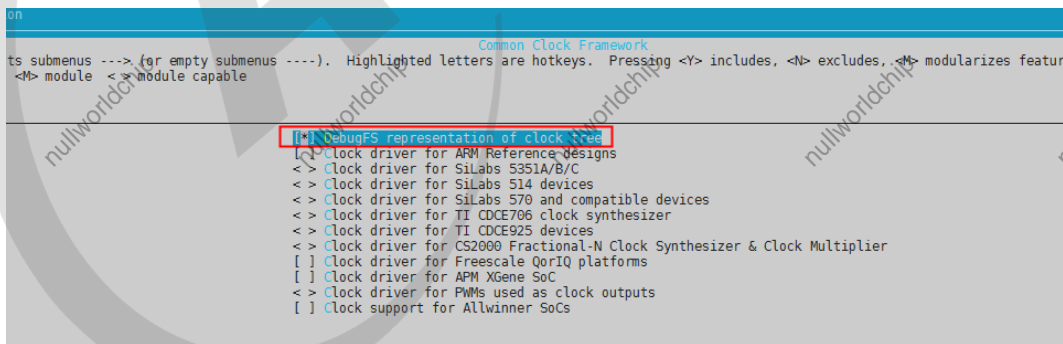 on
Common Clock Framework
ts submenus ---> (or empty submenus ----).  Highlighted letters are hotkeys.  Pressing <Y> includes, <N> excludes, <M> modularizes featur
<M> module  < > module capable
[*] DebugFS representation of clock tree
[ ] Clock driver for ARM Reference designs
< > Clock driver for SiLabs 5351A/B/C
< > Clock driver for SiLabs 514 devices
< > Clock driver for SiLabs 570 and compatible devices
< > Clock driver for TI CDCE706 clock synthesizer
< > Clock driver for TI CDCE925 devices
< > Clock driver for CS2000 Fractional-N Clock Synthesizer & Clock Multiplier
[ ] Clock driver for Freescale QorIQ platforms
[ ] Clock driver for APM XGene SoC
< > Clock driver for PWMs used as clock outputs
[ ] Clock support for Allwinner SoCs
nullworldchip
nullworldchip
nullworldchip
nullworldchip
nullworldchip